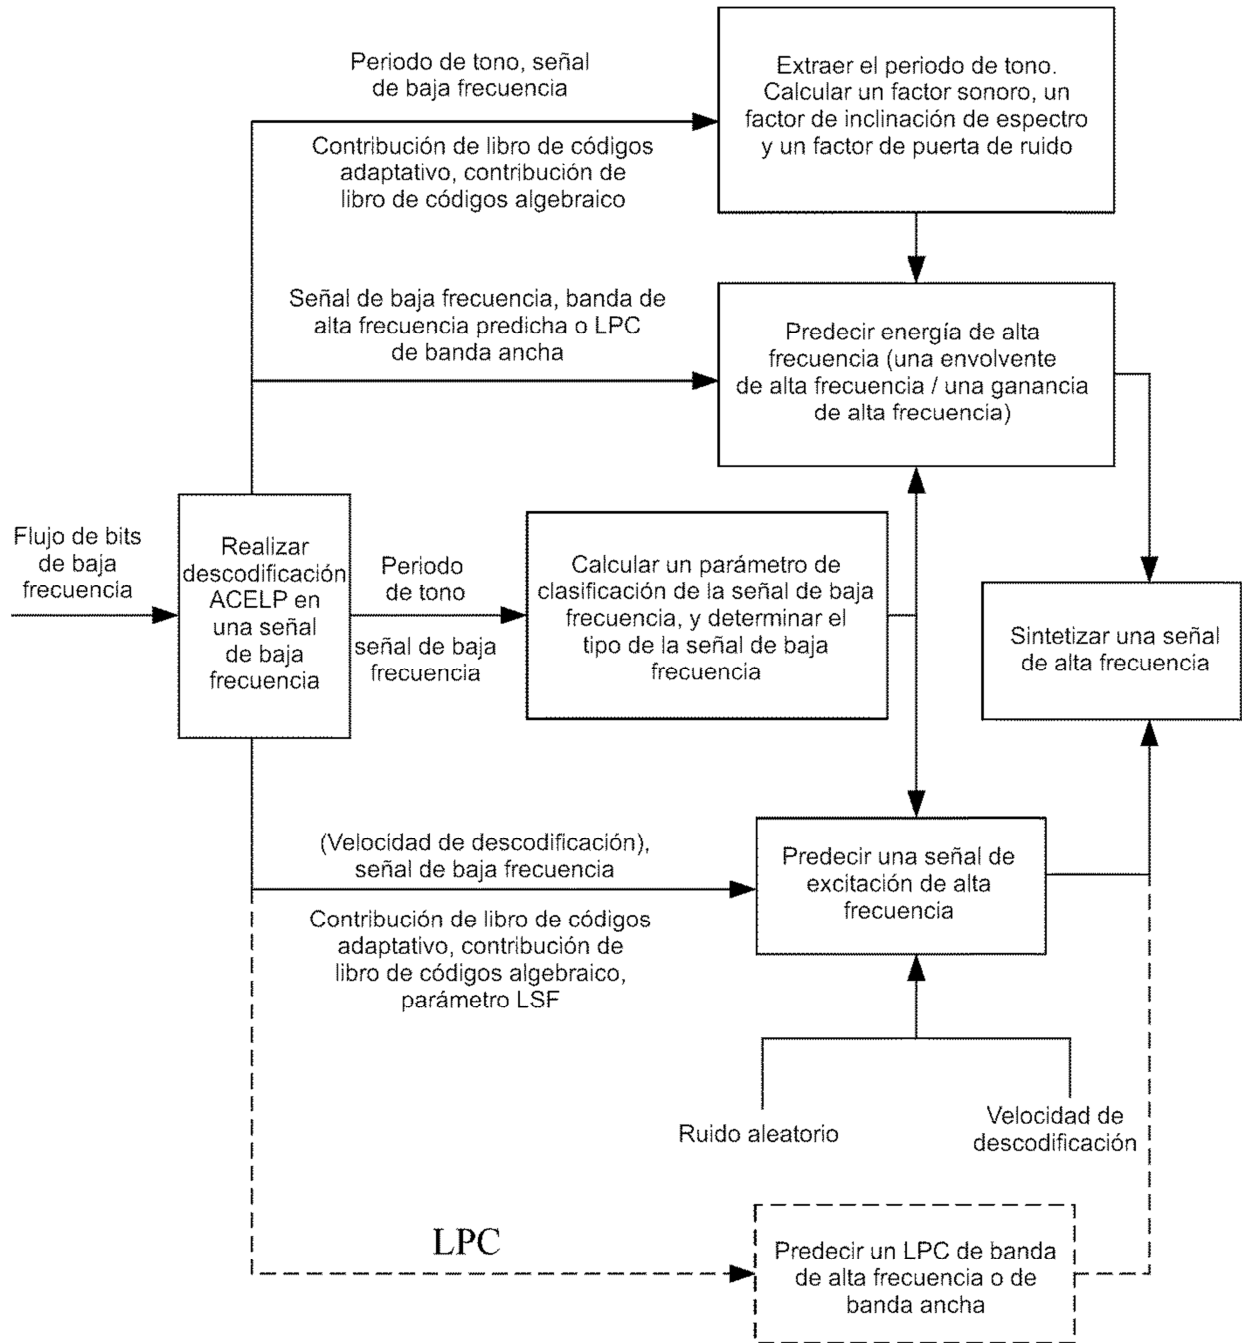 Periodo de tono, señal
de baja frecuencia
Contribución de libro de códigos
adaptativo, contribución de
libro de códigos algebraico
Extraer el periodo de tono.
Calcular un factor sonoro, un
factor de inclinación de espectro
y un factor de puerta de ruido
Señal de baja frecuencia, banda de
alta frecuencia predicha o LPC
de banda ancha
Predecir energía de alta
frecuencia (una envolvente
de alta frecuencia / una ganancia
de alta frecuencia)
Flujo de bits
de baja
frecuencia
Realizar
descodificación
ACELP en
una señal
de baja
frecuencia
Periodo
de tono
señal de baja
frecuencia
Calcular un parámetro de
clasificación de la señal de baja
frecuencia, y determinar el
tipo de la señal de baja
frecuencia
Sintetizar una señal
de alta frecuencia
(Velocidad de descodificación),
señal de baja frecuencia
Contribución de libro de códigos
adaptativo, contribución de
libro de códigos algebraico,
parámetro LSF
Predecir una señal de
excitación de alta
frecuencia
Ruido aleatorio
Velocidad de
descodificación
LPC
Predecir un LPC de banda
de alta frecuencia o de
banda ancha